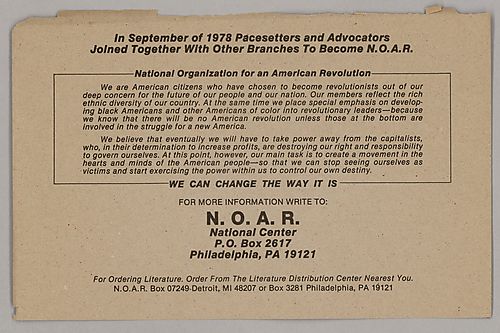 In September of 1978 Pacesetters and Advocators
Joined Together With Other Branches To Become N.O.A.R.
National Organization for an American Revolution
We are American citizens who have chosen to become revolutionists out of our
deep concern for the future of our people and our nation. Our members reflect the rich
ethnic diversity of our country. At the same time we place special emphasis on develop-
ing black Americans and other Americans of color into revolutionary leaders—because
we know that there will be no American revolution unless those at the bottom are
involved in the struggle for a new America.
We believe that eventually we will have to take power away from the capitalists,
who, in their determination to increase profits, are destroying our right and responsibility
to govern ourselves. At this point, however, our main task is to create a movement in the
hearts and minds of the American people—so that we can stop seeing ourselves as
victims and start exercising the power within us to control our own destiny.
WE CAN CHANGE THE WAY IT IS
FOR MORE INFORMATION WRITE TO:
N. O. A. R.
National Center
P.O. Box 2617
Philadelphia, PA 19121
For Ordering Literature. Order From The Literature Distribution Center Nearest You.
N.O.A.R. Box 07249-Detroit, MI 48207 or Box 3281 Philadelphia, PA 19121